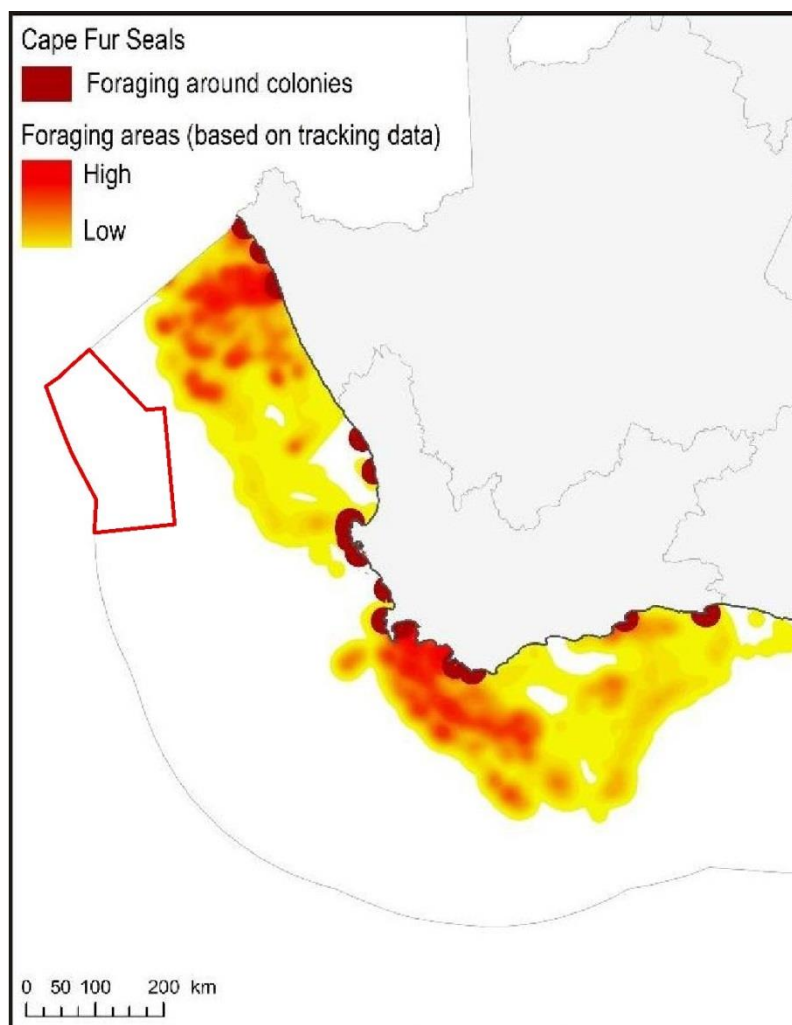 Cape Fur Seals
Foraging around colonies
Foraging areas (based on tracking data)
High
Low
0 50 100 200 km